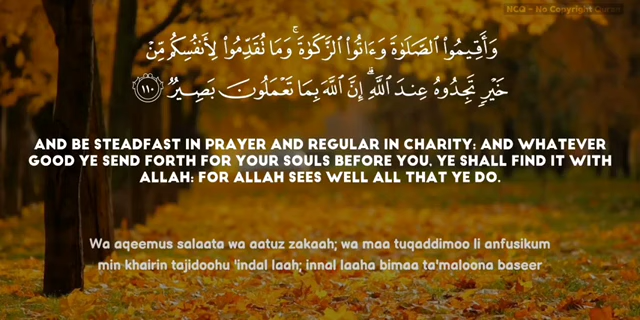 NCQ - No Copyright Quran
وَأَقِيمُوا۟ ٱلصَّلَوٰةَ وَءَاتُوا۟ ٱلزَّكَوٰةَ ۚ وَمَا تُقَدِّمُوا۟ لِأَنفُسِكُم مِّنْ
خَيْرٍ تَجِدُوهُ عِندَ ٱللَّهِ ۗ إِنَّ ٱللَّهَ بِمَا تَعْمَلُونَ بَصِيرٌ ١١٠
AND BE STEADFAST IN PRAYER AND REGULAR IN CHARITY: AND WHATEVER
GOOD YE SEND FORTH FOR YOUR SOULS BEFORE YOU, YE SHALL FIND IT WITH
ALLAH: FOR ALLAH SEES WELL ALL THAT YE DO.
Wa aqeemus salaata wa aatuz zakaah; wa maa tuqaddimoo li anfusikum
min khairin tajidoohu 'indal laah; innal laaha bimaa ta'maloona baseer